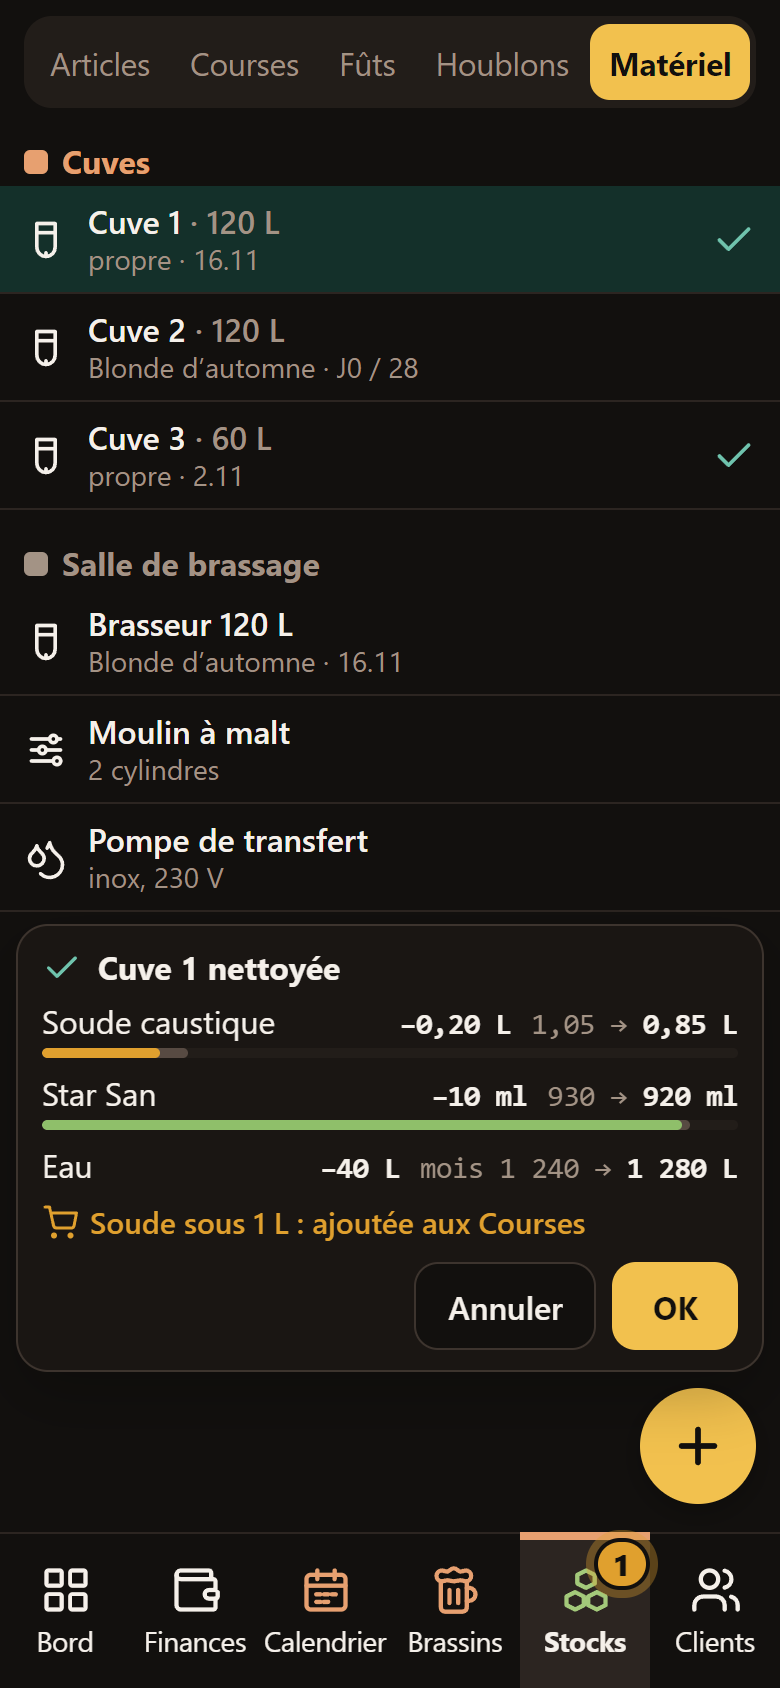 Articles Courses Fûts Houblons Matériel
Cuves
Cuve 1 · 120 L
propre · 16.11
Cuve 2 · 120 L
Blonde d’automne · J0 / 28
Cuve 3 · 60 L
propre · 2.11
Salle de brassage
Brasseur 120 L
Blonde d’automne · 16.11
Moulin à malt
2 cylindres
Pompe de transfert
inox, 230 V
Cuve 1 nettoyée
Soude caustique −0,20 L 1,05 → 0,85 L
Star San −10 ml 930 → 920 ml
Eau −40 L mois 1 240 → 1 280 L
Soude sous 1 L : ajoutée aux Courses
Annuler OK
1
Bord Finances Calendrier Brassins Stocks Clients